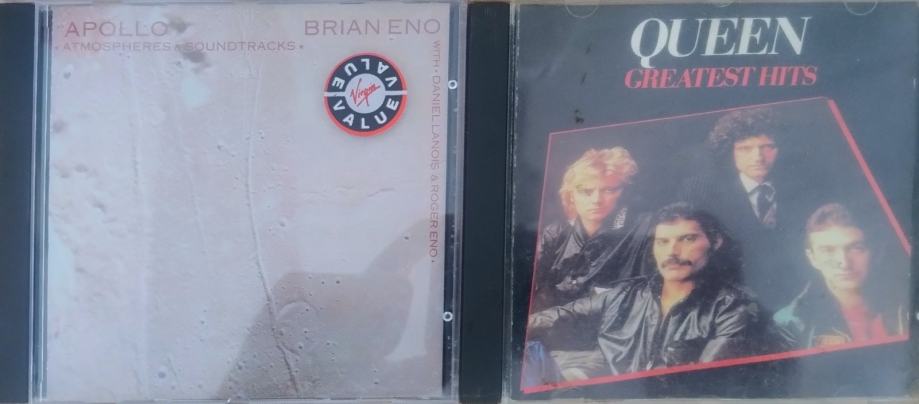 APOLLO
• ATMOSPHERES & SOUNDTRACKS •
BRIAN ENO
WITH • DANIEL LANOIS & ROGER ENO •
VALUE
Virgin
VALUE
QUEEN
GREATEST HITS